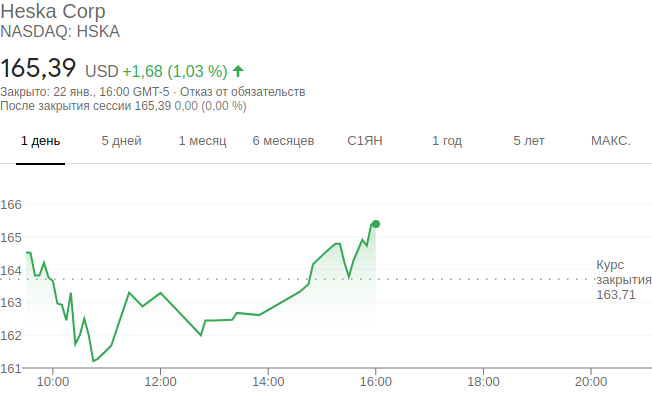 Heska Corp
NASDAQ: HSKA
165,39 USD +1,68 (1,03 %)
Закрыто: 22 янв., 16:00 GMT-5 · Отказ от обязательств
После закрытия сессии 165,39 0,00 (0,00 %)
1 день 5 дней 1 месяц 6 месяцев С1ЯН 1 год 5 лет МАКС.
166
165
164
Курс
закрытия
163,71
163
162
161
10:00 12:00 14:00 16:00 18:00 20:00